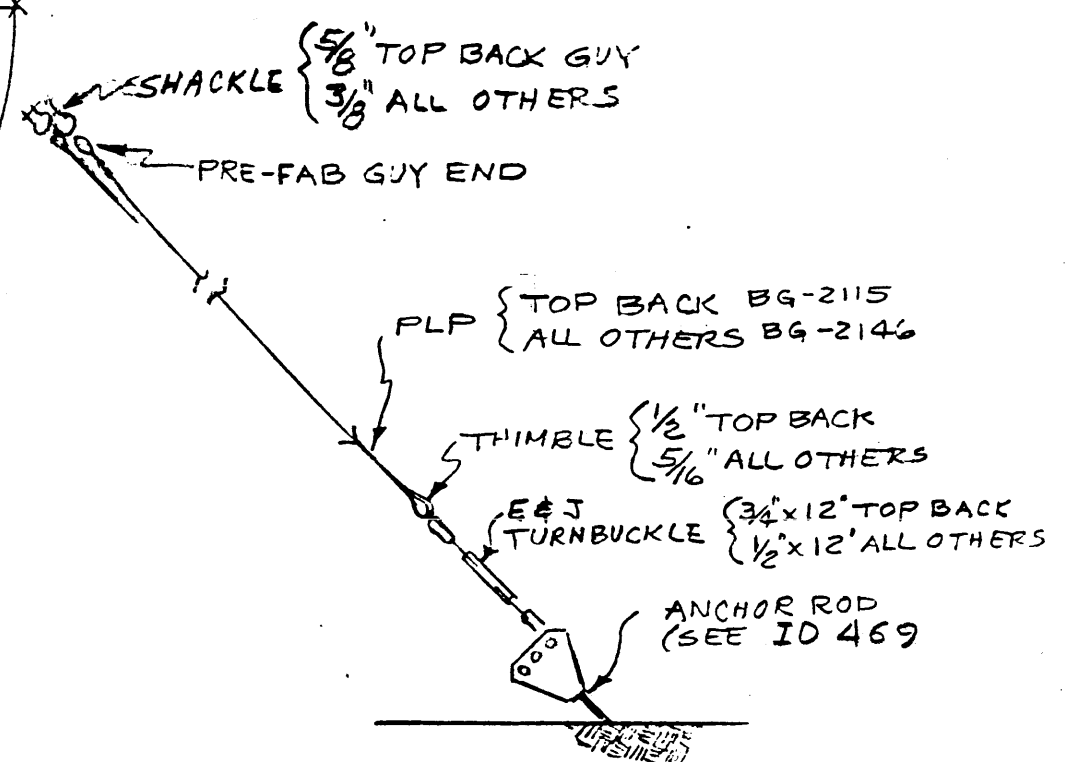 SHACKLE { 5/8" TOP BACK GUY
3/8" ALL OTHERS
PRE-FAB GUY END
PLP { TOP BACK BG-2115
ALL OTHERS BG-2146
THIMBLE { 1/2" TOP BACK
5/16" ALL OTHERS
E & J
TURNBUCKLE { 3/4" x 12" TOP BACK
1/2" x 12' ALL OTHERS
ANCHOR ROD
(SEE ID 469